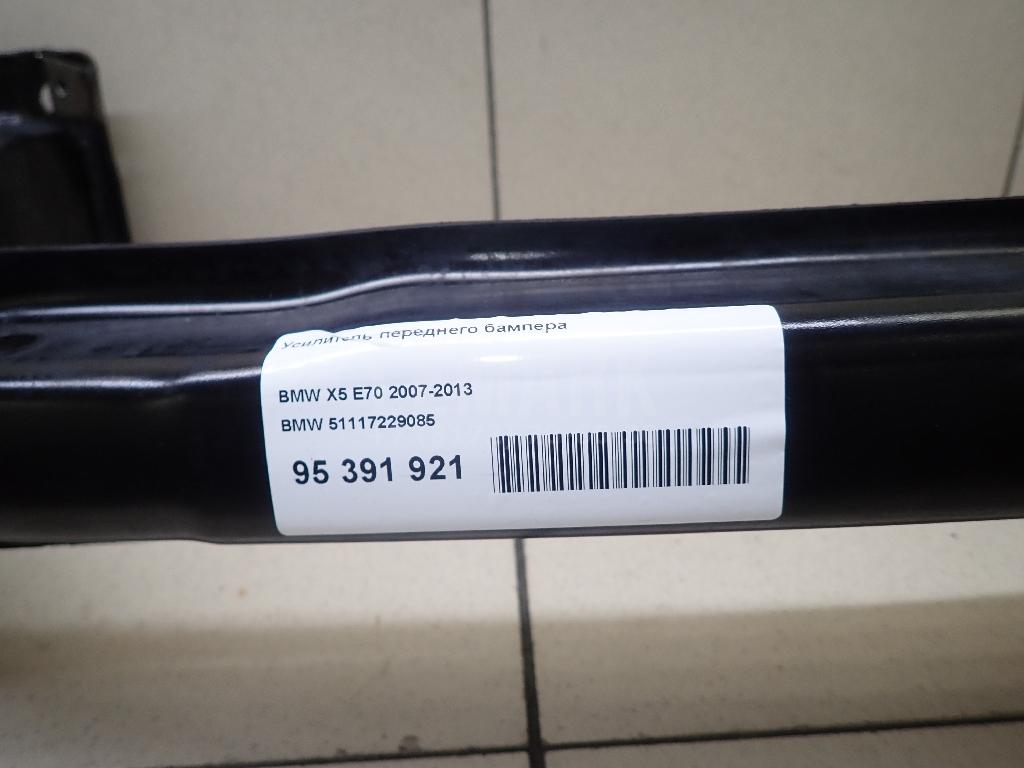 Усилитель переднего бампера
BMW X5 E70 2007-2013
BMW 51117229085
95 391 921